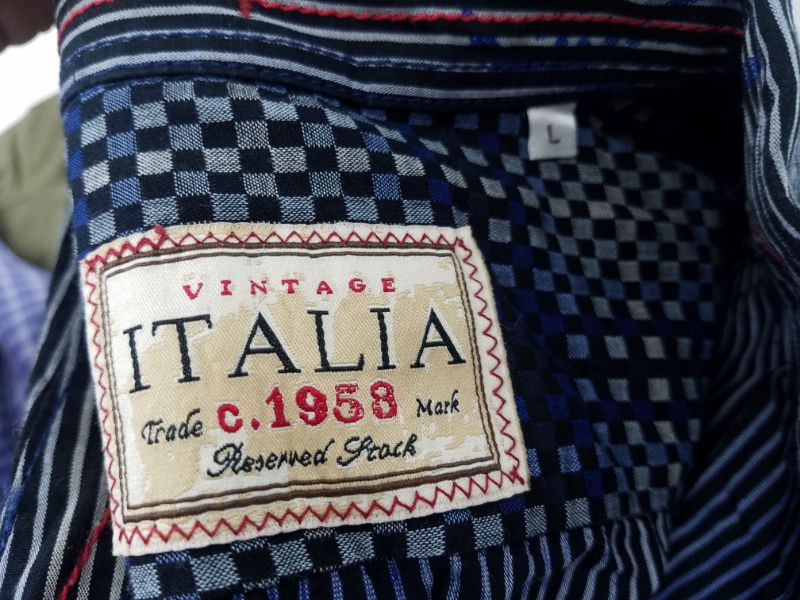 L
VINTAGE
ITALIA
Trade c.1958 Mark
Reserved Stock